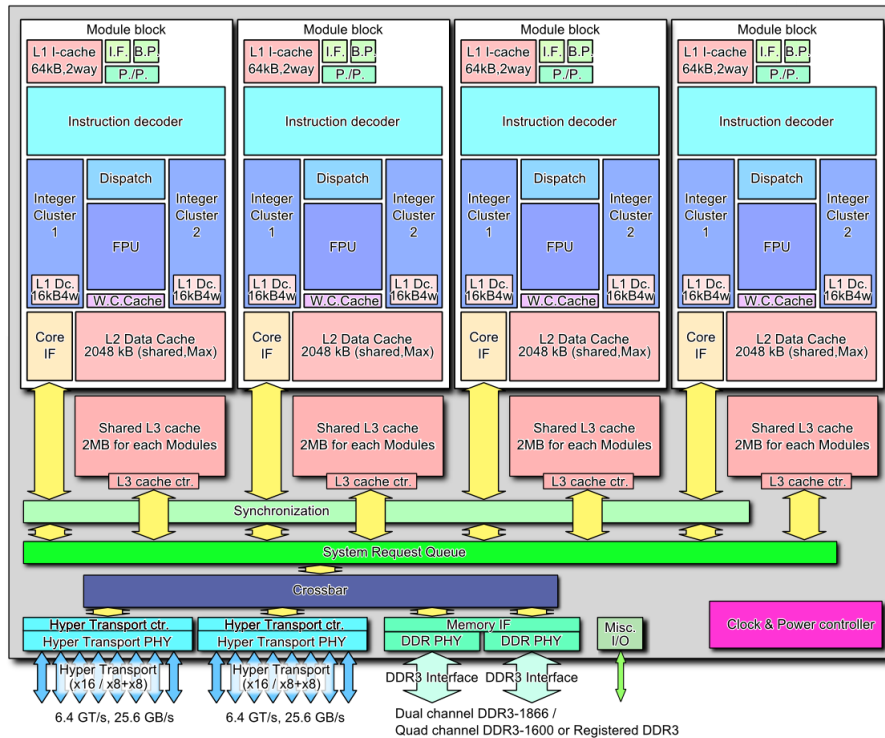 Module block Module block Module block Module block
L1 I-cache I.F. B.P. L1 I-cache I.F. B.P. L1 I-cache I.F. B.P. L1 I-cache I.F. B.P.
64kB,2way P./P. 64kB,2way P./P. 64kB,2way P./P. 64kB,2way P./P.
Instruction decoder Instruction decoder Instruction decoder Instruction decoder
Dispatch Dispatch Dispatch Dispatch
Integer Integer Integer Integer Integer Integer Integer Integer
Cluster Cluster Cluster Cluster Cluster Cluster Cluster Cluster
1 2 1 2 1 2 1 2
FPU FPU FPU FPU
L1 Dc. L1 Dc. L1 Dc. L1 Dc. L1 Dc. L1 Dc. L1 Dc. L1 Dc.
16kB4w 16kB4w 16kB4w 16kB4w 16kB4w 16kB4w 16kB4w 16kB4w
W.C.Cache W.C.Cache W.C.Cache W.C.Cache
Core L2 Data Cache Core L2 Data Cache Core L2 Data Cache Core L2 Data Cache
IF 2048 kB (shared,Max) IF 2048 kB (shared,Max) IF 2048 kB (shared,Max) IF 2048 kB (shared,Max)
Shared L3 cache Shared L3 cache Shared L3 cache Shared L3 cache
2MB for each Modules 2MB for each Modules 2MB for each Modules 2MB for each Modules
L3 cache ctr. L3 cache ctr. L3 cache ctr. L3 cache ctr.
Synchronization
System Request Queue
Crossbar
Hyper Transport ctr. Hyper Transport ctr. Memory IF Misc. Clock & Power controller
Hyper Transport PHY Hyper Transport PHY DDR PHY DDR PHY I/O
Hyper Transport Hyper Transport DDR3 Interface DDR3 Interface
(x16 / x8+x8) (x16 / x8+x8)
6.4 GT/s, 25.6 GB/s 6.4 GT/s, 25.6 GB/s Dual channel DDR3-1866 /
Quad channel DDR3-1600 or Registered DDR3